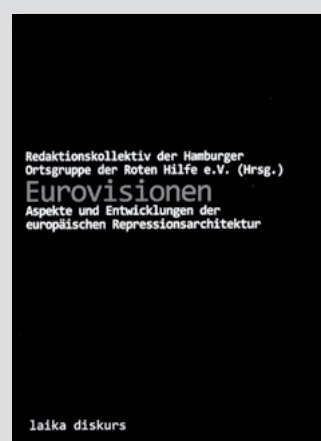 Redaktionskollektiv der Hamburger
Ortsgruppe der Roten Hilfe e.V. (Hrsg.)
Eurovisionen
Aspekte und Entwicklungen der
europäischen Repressionsarchitektur
laika diskurs